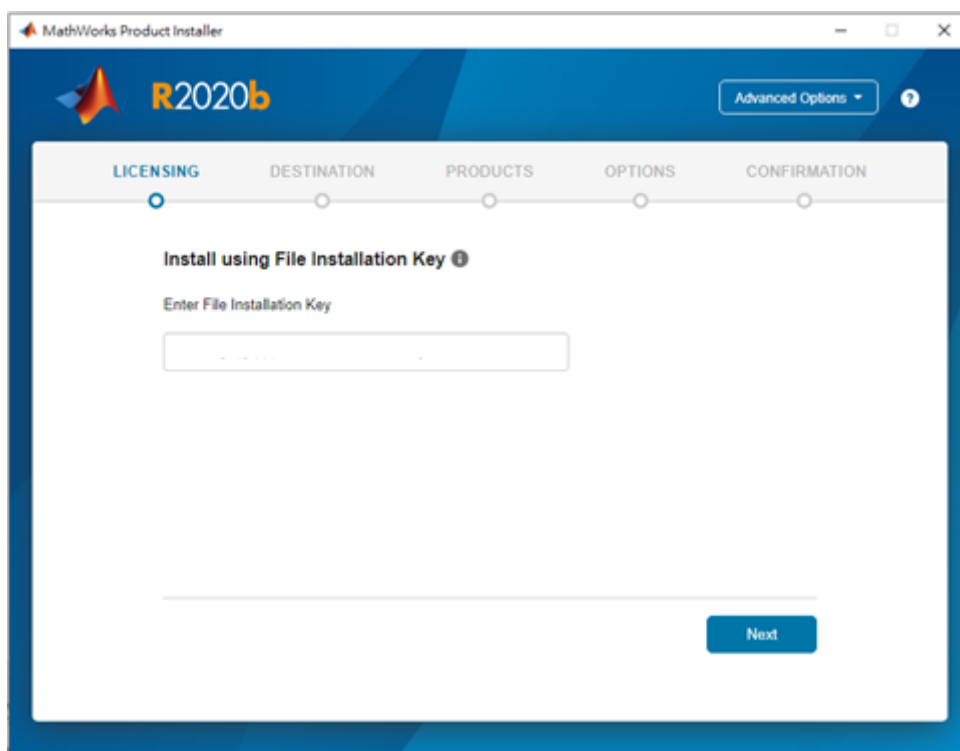 MathWorks Product Installer
R2020b
Advanced Options
?
LICENSING DESTINATION PRODUCTS OPTIONS CONFIRMATION
Install using File Installation Key
Enter File Installation Key
Next